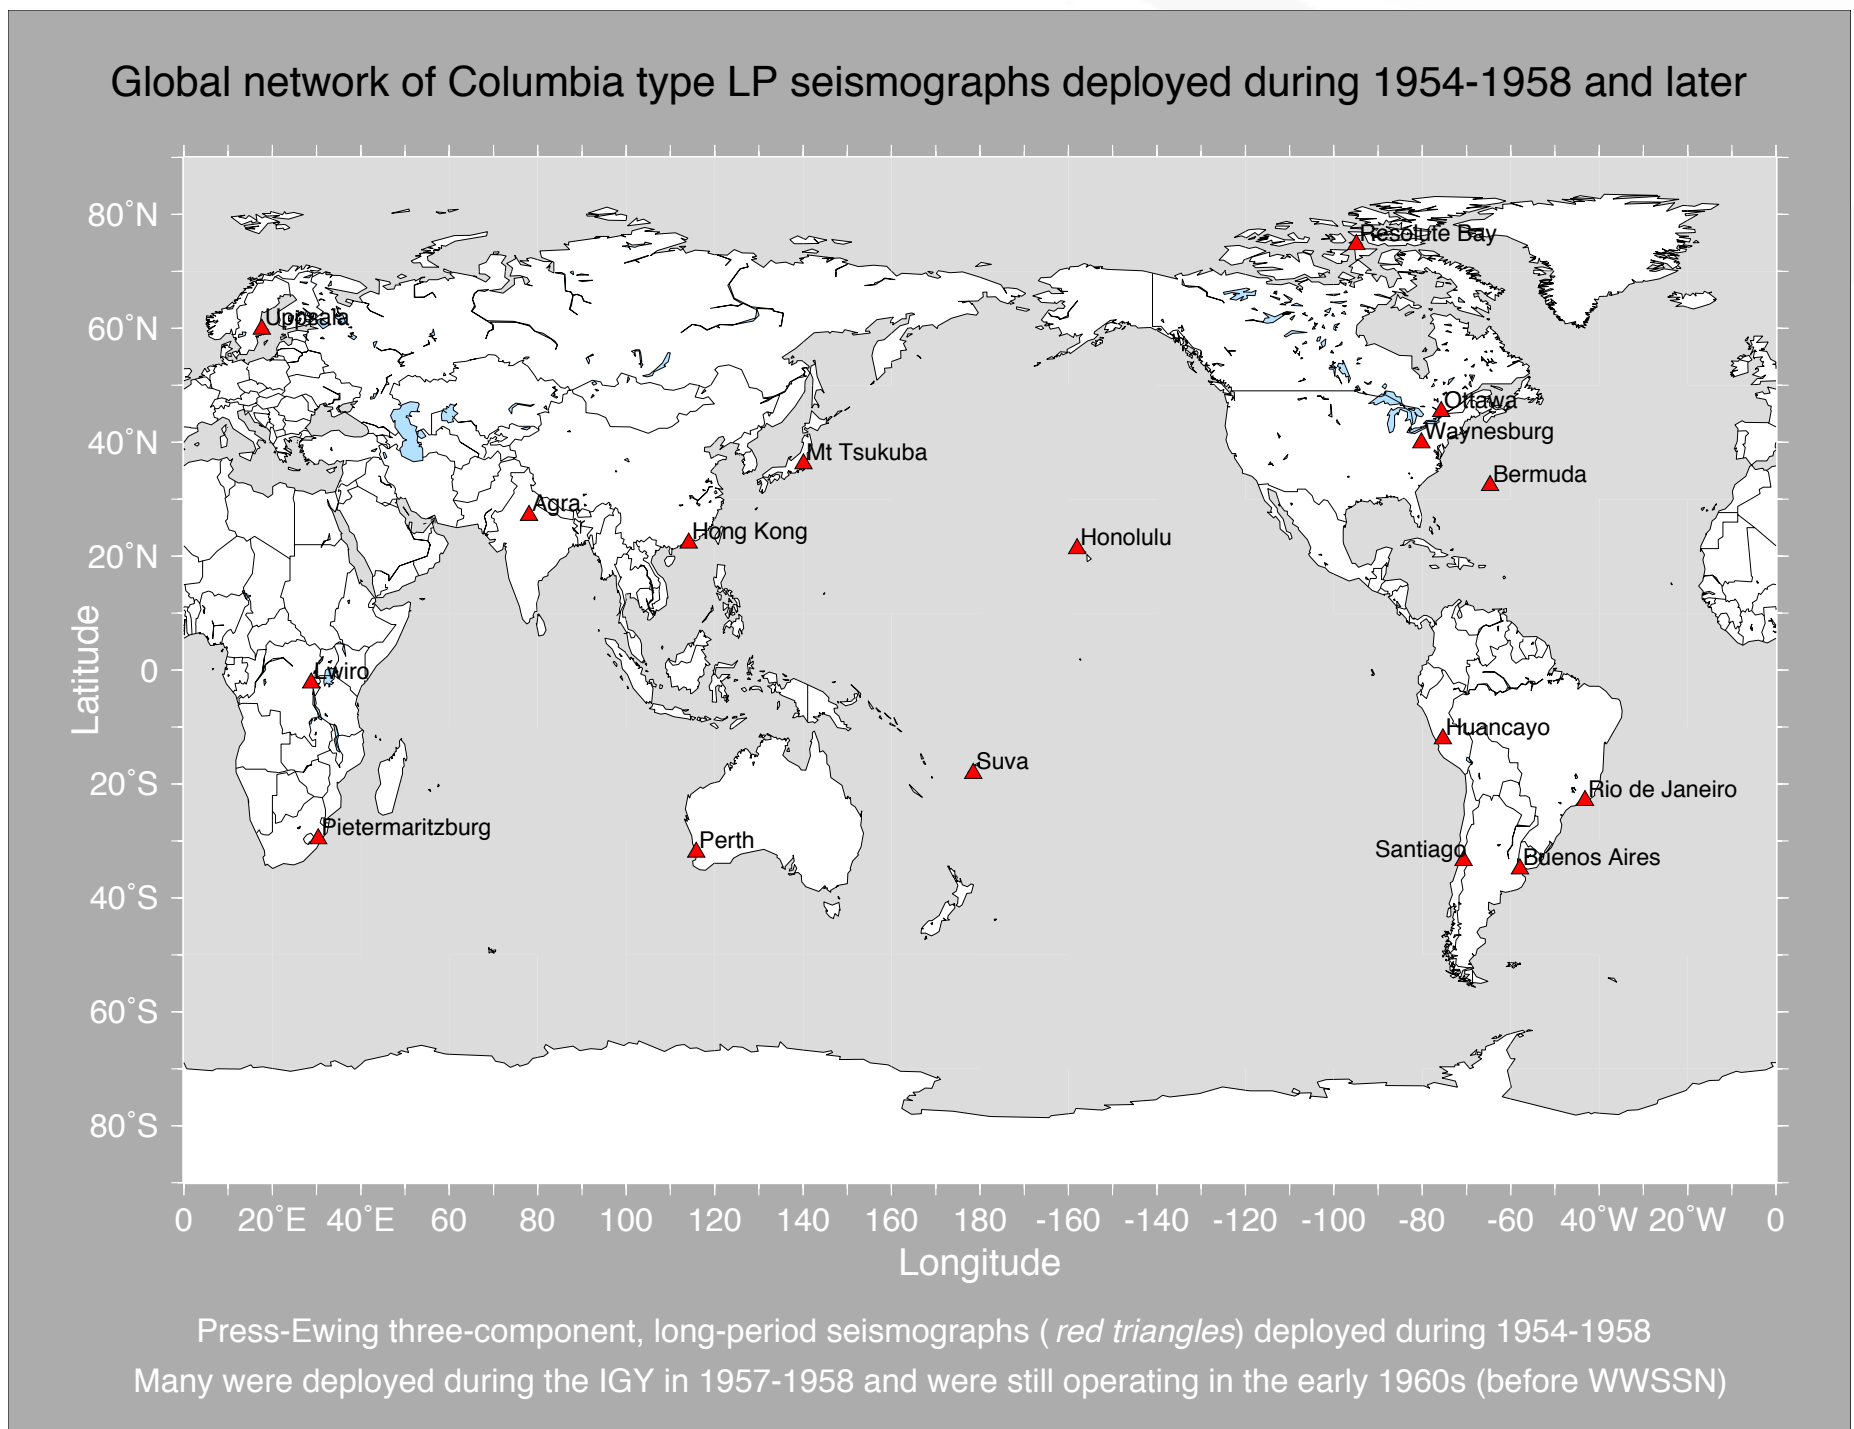 Global network of Columbia type LP seismographs deployed during 1954-1958 and later
80˚N
60˚N
40˚N
20˚N
0
20˚S
40˚S
60˚S
80˚S
Latitude
Resolute Bay
Uppsala
Ottawa
Waynesburg
Mt Tsukuba
Bermuda
Agra
Hong Kong
Honolulu
Lwiro
Huancayo
Suva
Rio de Janeiro
Pietermaritzburg
Perth
Santiago
Buenos Aires
0 20˚E 40˚E 60 80 100 120 140 160 180 -160 -140 -120 -100 -80 -60 40˚W 20˚W 0
Longitude
Press-Ewing three-component, long-period seismographs (red triangles) deployed during 1954-1958
Many were deployed during the IGY in 1957-1958 and were still operating in the early 1960s (before WWSSN)